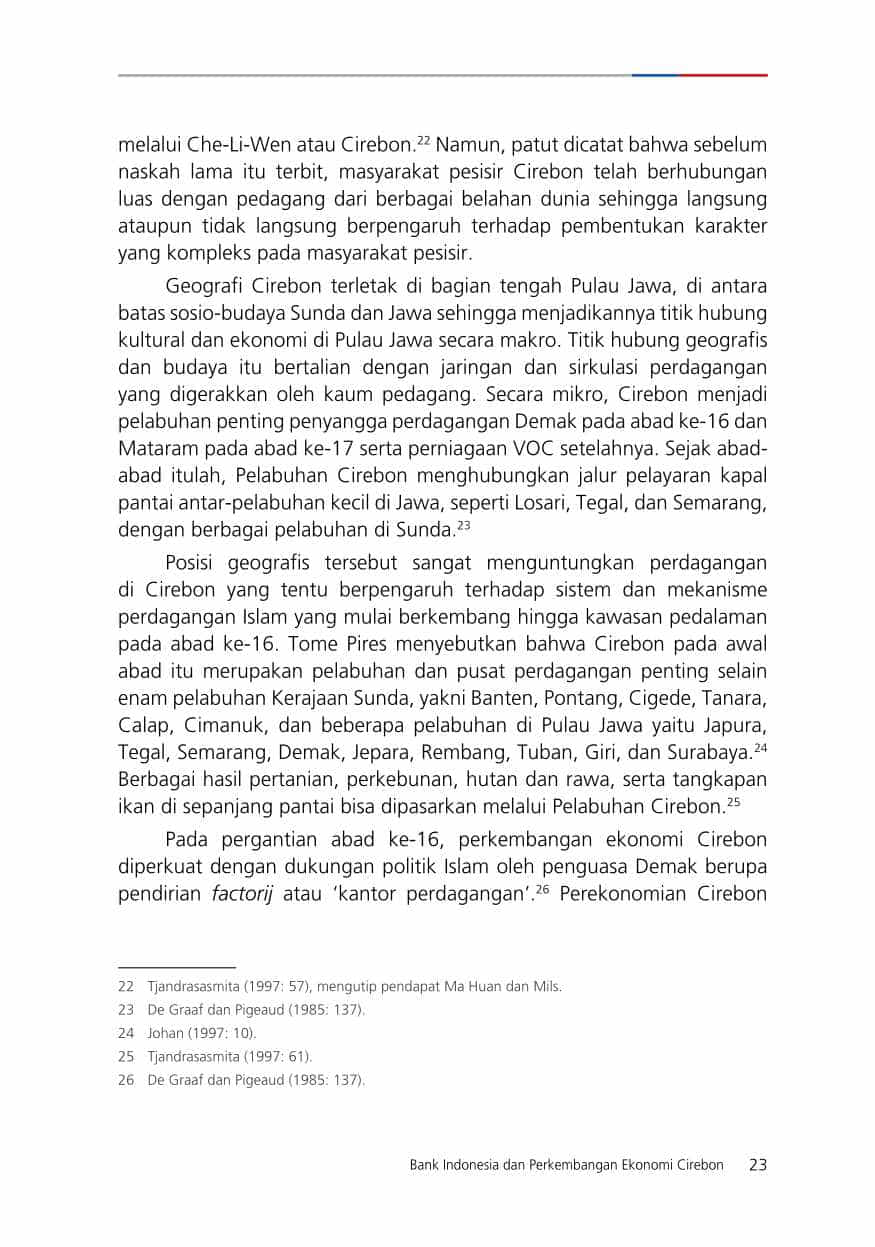 melalui Che-Li-Wen atau Cirebon.22 Namun, patut dicatat bahwa sebelum
naskah lama itu terbit, masyarakat pesisir Cirebon telah berhubungan
luas dengan pedagang dari berbagai belahan dunia sehingga langsung
ataupun tidak langsung berpengaruh terhadap pembentukan karakter
yang kompleks pada masyarakat pesisir.
Geografi Cirebon terletak di bagian tengah Pulau Jawa, di antara
batas sosio-budaya Sunda dan Jawa sehingga menjadikannya titik hubung
kultural dan ekonomi di Pulau Jawa secara makro. Titik hubung geografis
dan budaya itu bertalian dengan jaringan dan sirkulasi perdagangan
yang digerakkan oleh kaum pedagang. Secara mikro, Cirebon menjadi
pelabuhan penting penyangga perdagangan Demak pada abad ke-16 dan
Mataram pada abad ke-17 serta perniagaan VOC setelahnya. Sejak abad-
abad itulah, Pelabuhan Cirebon menghubungkan jalur pelayaran kapal
pantai antar-pelabuhan kecil di Jawa, seperti Losari, Tegal, dan Semarang,
dengan berbagai pelabuhan di Sunda.23
Posisi geografis tersebut sangat menguntungkan perdagangan
di Cirebon yang tentu berpengaruh terhadap sistem dan mekanisme
perdagangan Islam yang mulai berkembang hingga kawasan pedalaman
pada abad ke-16. Tome Pires menyebutkan bahwa Cirebon pada awal
abad itu merupakan pelabuhan dan pusat perdagangan penting selain
enam pelabuhan Kerajaan Sunda, yakni Banten, Pontang, Cigede, Tanara,
Calap, Cimanuk, dan beberapa pelabuhan di Pulau Jawa yaitu Japura,
Tegal, Semarang, Demak, Jepara, Rembang, Tuban, Giri, dan Surabaya.24
Berbagai hasil pertanian, perkebunan, hutan dan rawa, serta tangkapan
ikan di sepanjang pantai bisa dipasarkan melalui Pelabuhan Cirebon.25
Pada pergantian abad ke-16, perkembangan ekonomi Cirebon
diperkuat dengan dukungan politik Islam oleh penguasa Demak berupa
pendirian factorij atau ‘kantor perdagangan’.26 Perekonomian Cirebon
22 Tjandrasasmita (1997: 57), mengutip pendapat Ma Huan dan Mils.
23 De Graaf dan Pigeaud (1985: 137).
24 Johan (1997: 10).
25 Tjandrasasmita (1997: 61).
26 De Graaf dan Pigeaud (1985: 137).
Bank Indonesia dan Perkembangan Ekonomi Cirebon 23